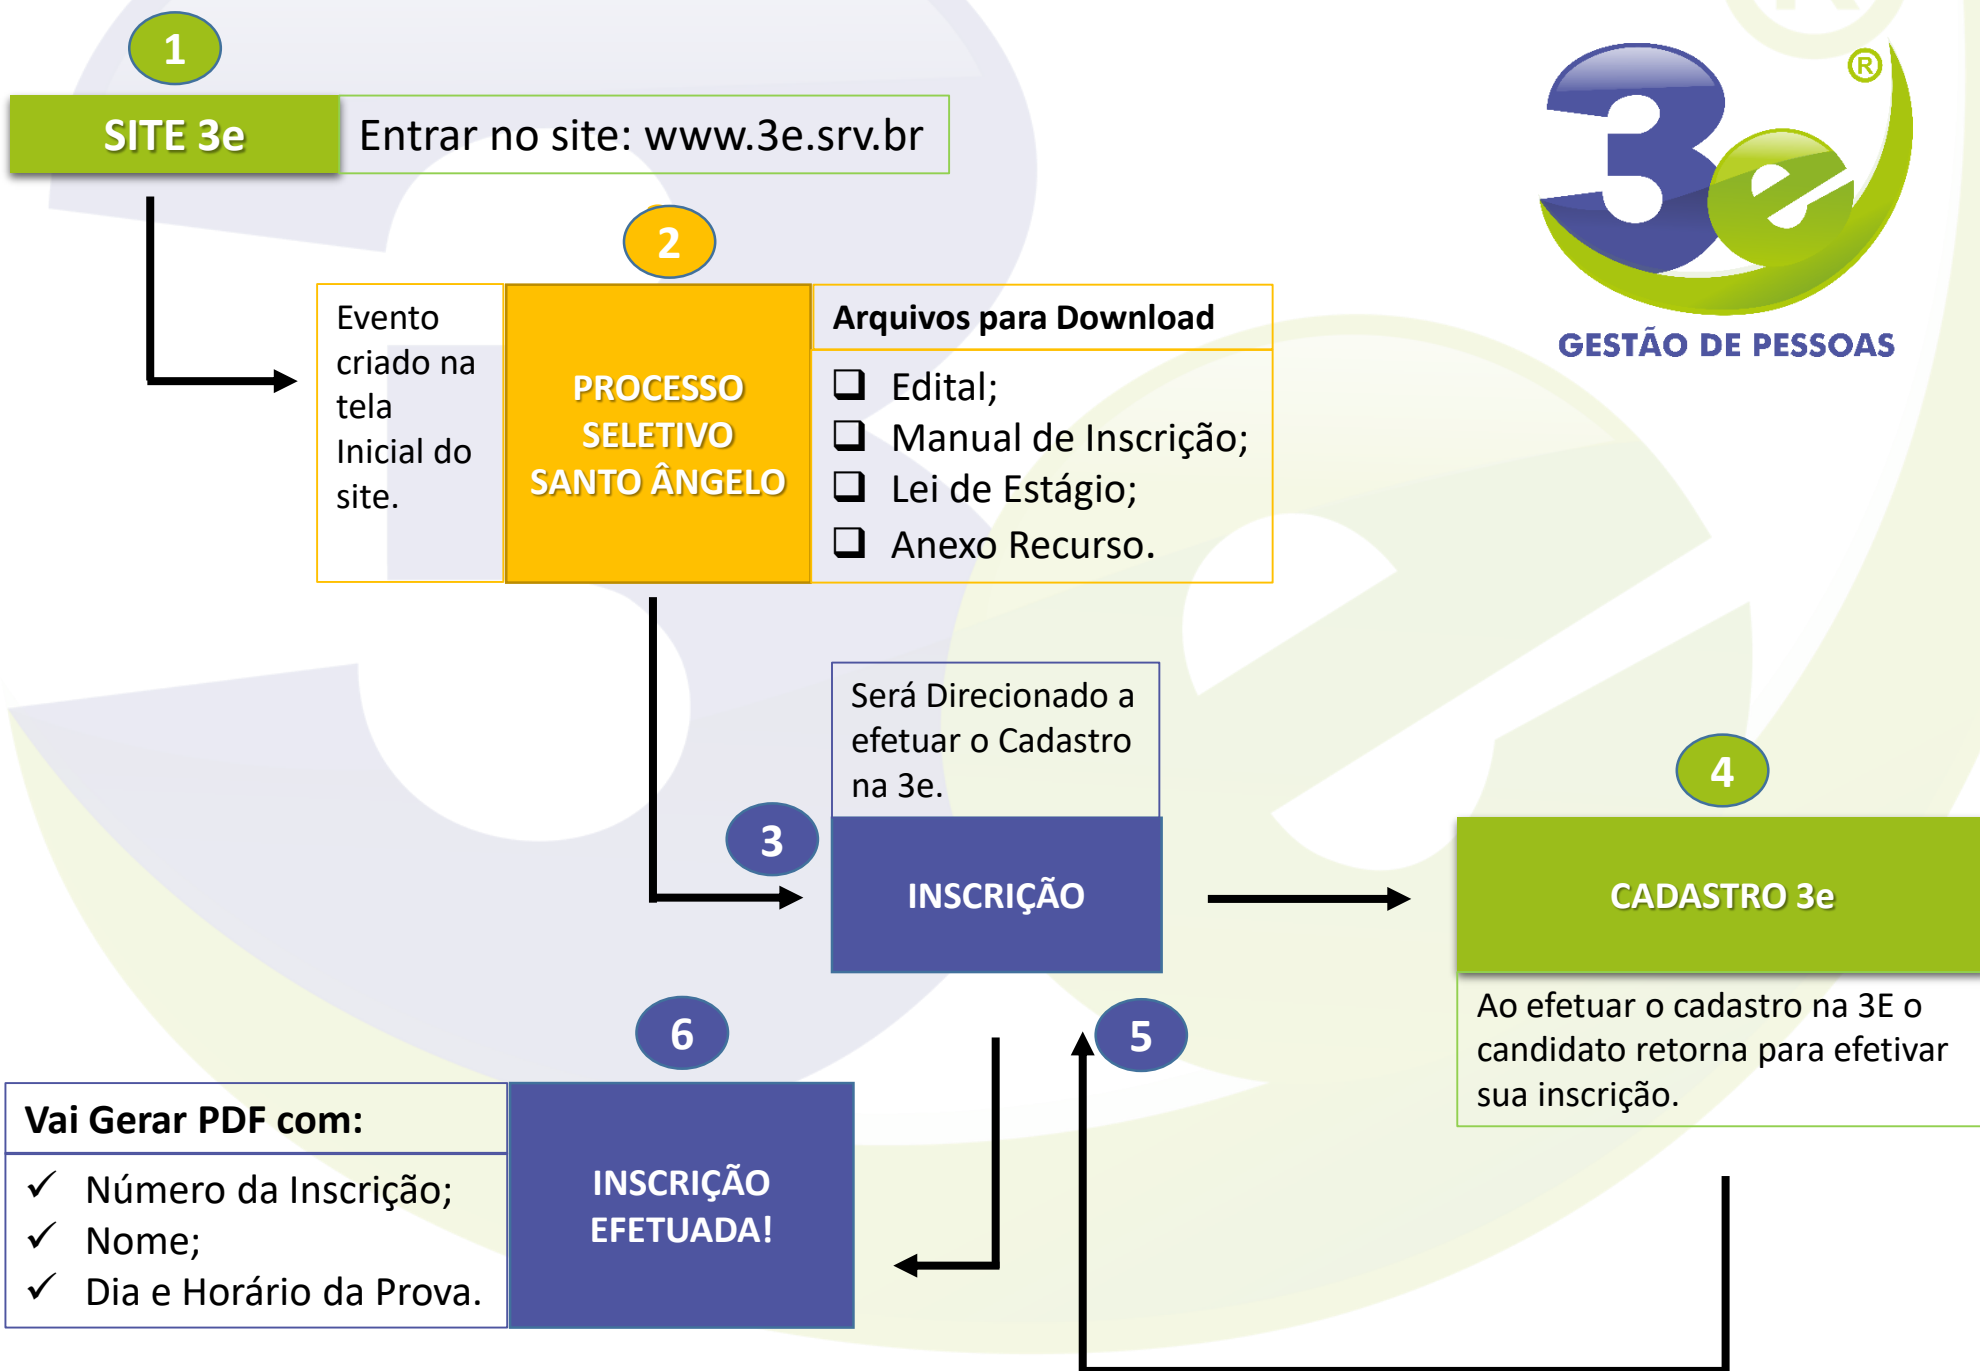 1
SITE 3e
Entrar no site: www.3e.srv.br
3e
®
GESTÃO DE PESSOAS
2
Evento
criado na
tela
Inicial do
site.
PROCESSO
SELETIVO
SANTO ÂNGELO
Arquivos para Download
❑ Edital;
❑ Manual de Inscrição;
❑ Lei de Estágio;
❑ Anexo Recurso.
Será Direcionado a
efetuar o Cadastro
na 3e.
3
INSCRIÇÃO
4
CADASTRO 3e
Ao efetuar o cadastro na 3E o
candidato retorna para efetivar
sua inscrição.
5
6
INSCRIÇÃO
EFETUADA!
Vai Gerar PDF com:
✓ Número da Inscrição;
✓ Nome;
✓ Dia e Horário da Prova.